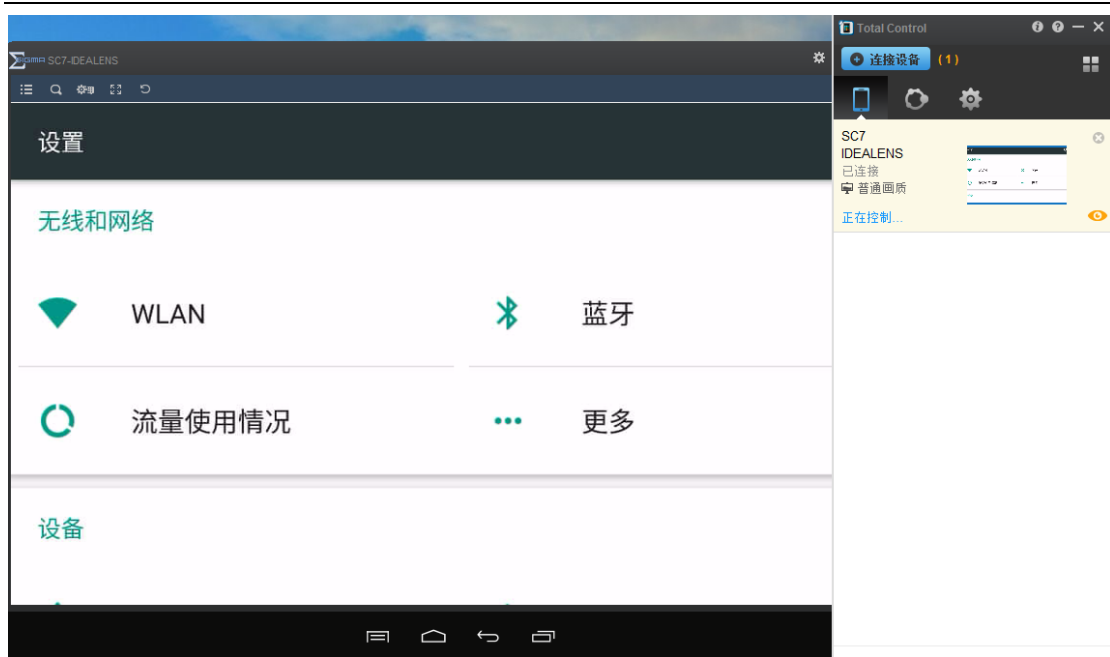 SC7-IDEALENS
设置
无线和网络
WLAN
蓝牙
流量使用情况
更多
设备
Total Control
连接设备 (1)
SC7
IDEALENS
已连接
普通画质
正在控制...